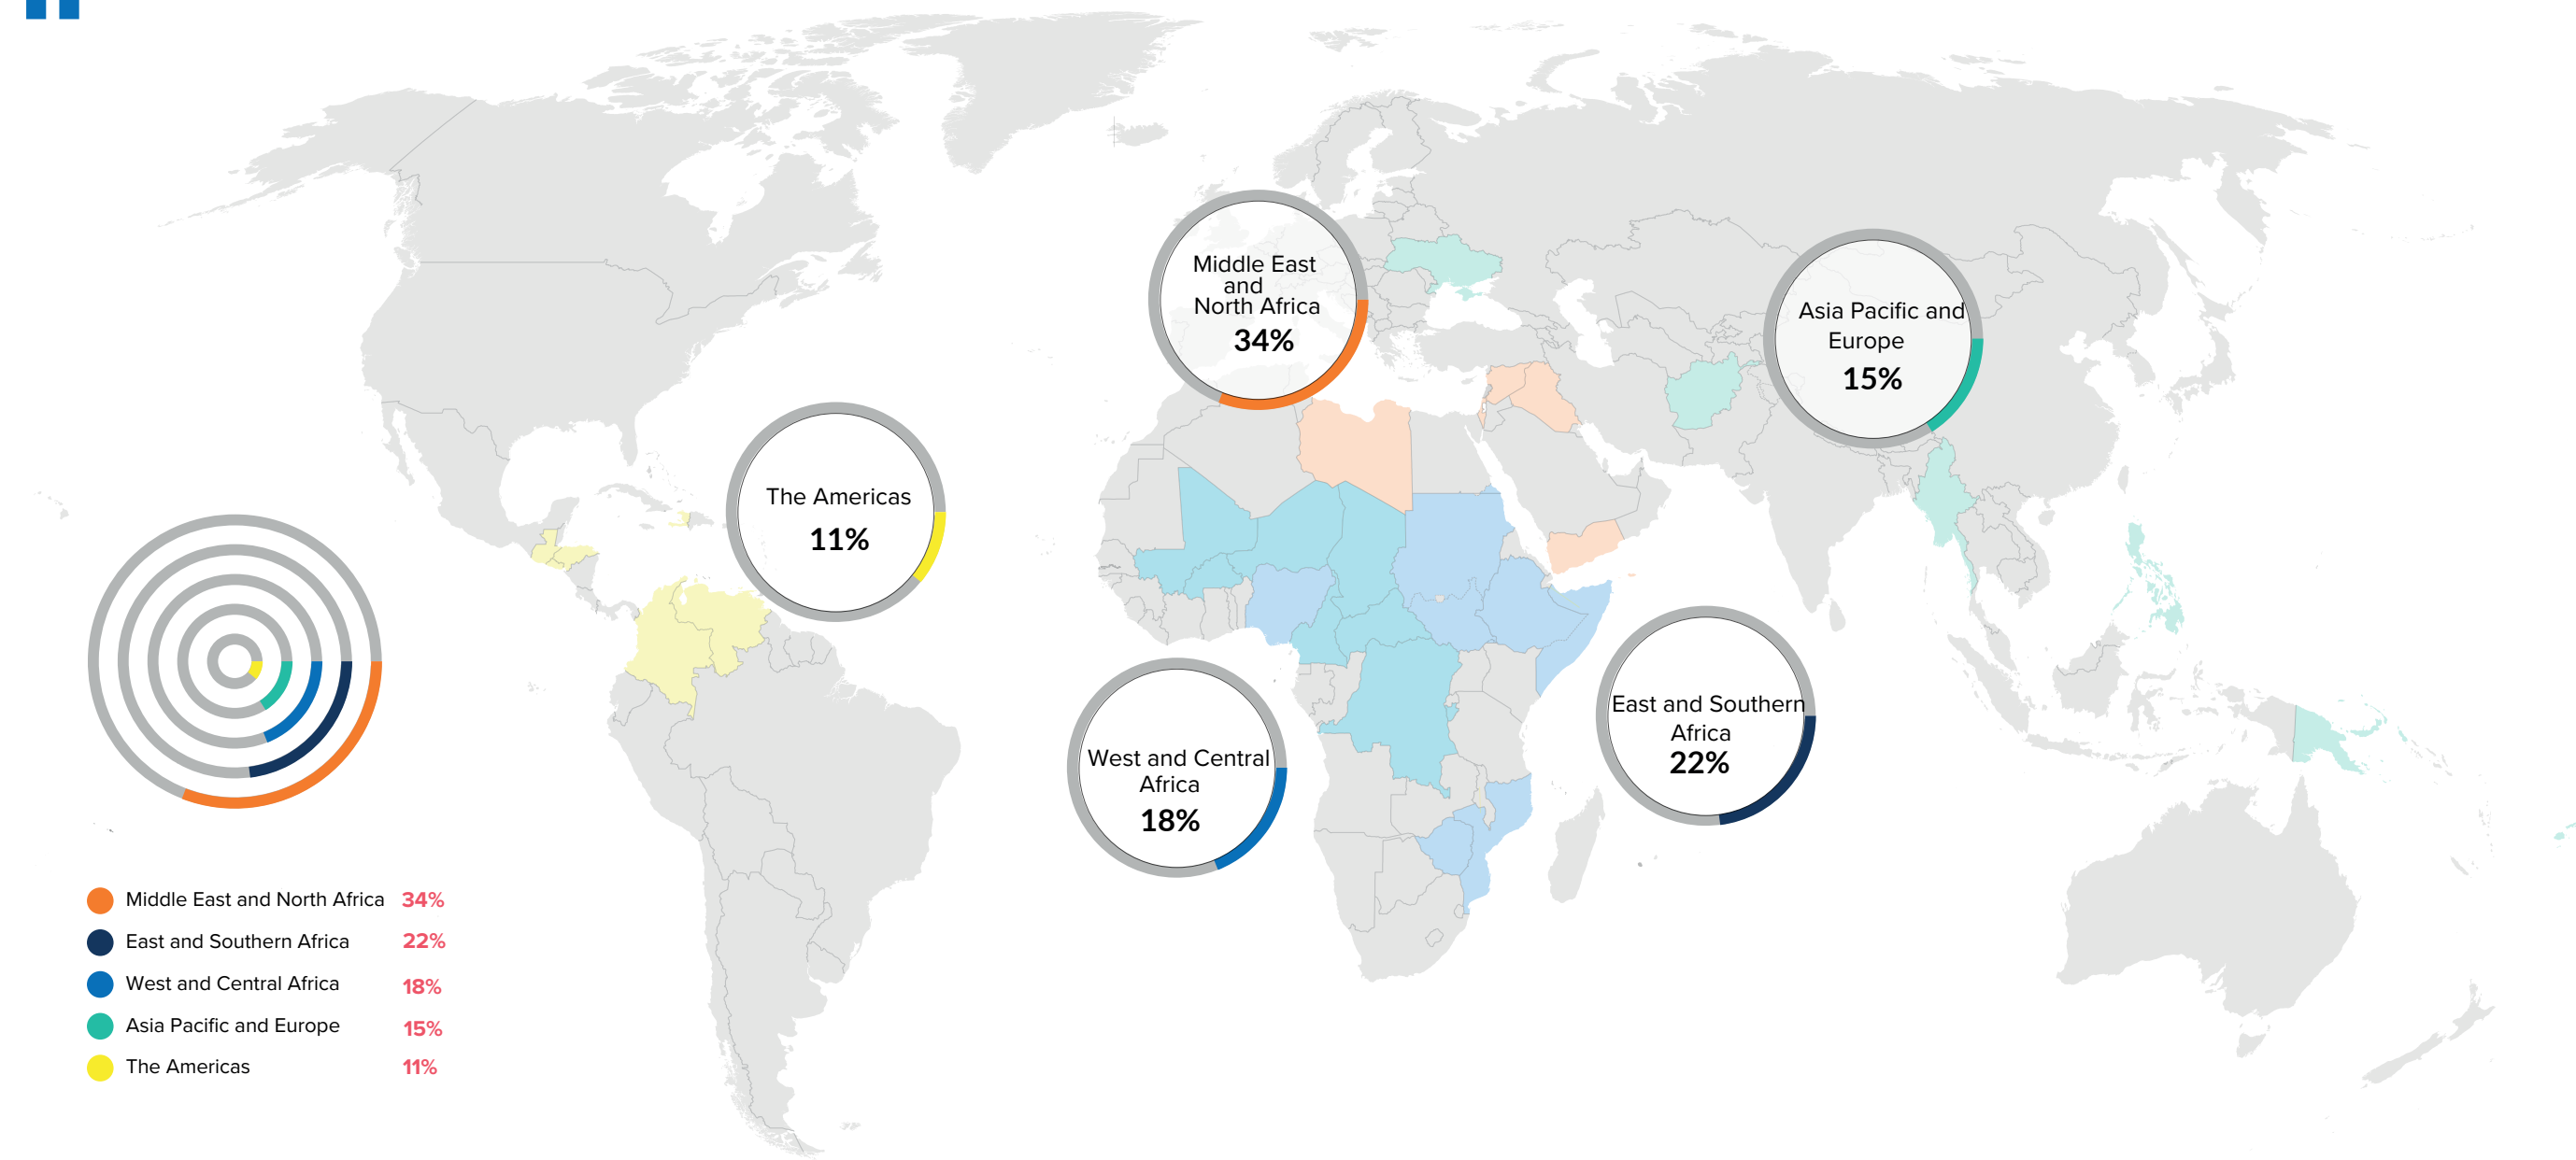 Middle East
and
North Africa
34%
Asia Pacific and
Europe
15%
The Americas
11%
East and Southern
Africa
22%
West and Central
Africa
18%
Middle East and North Africa 34%
East and Southern Africa 22%
West and Central Africa 18%
Asia Pacific and Europe 15%
The Americas 11%